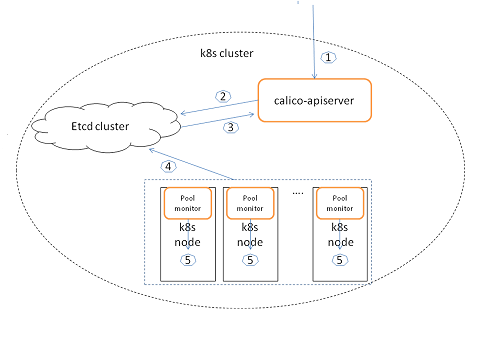 k8s cluster
1
calico-apiserver
2
Etcd cluster
3
4
....
Pool
monitor
k8s
node
5
Pool
monitor
k8s
node
5
Pool
monitor
k8s
node
5